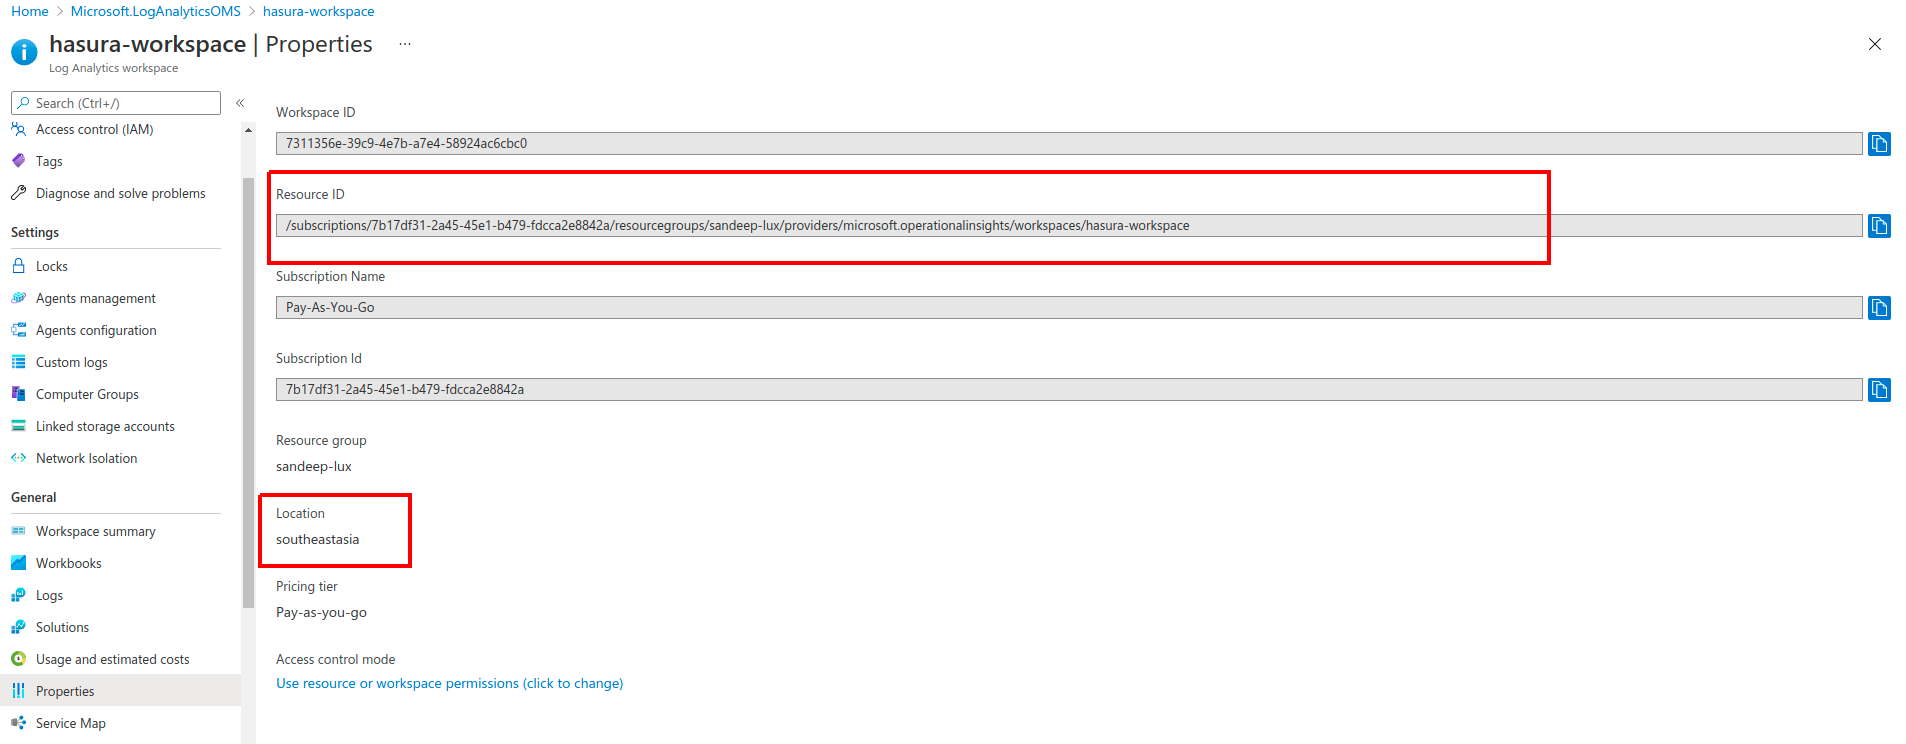 Home > Microsoft.LogAnalyticsOMS > hasura-workspace
hasura-workspace | Properties ...
Log Analytics workspace
Search (Ctrl+/)
«
Access control (IAM)
Tags
Diagnose and solve problems
Settings
Locks
Agents management
Agents configuration
Custom logs
Computer Groups
Linked storage accounts
Network Isolation
General
Workspace summary
Workbooks
Logs
Solutions
Usage and estimated costs
Properties
Service Map
Workspace ID
7311356e-39c9-4e7b-a7e4-58924ac6cbc0
Resource ID
/subscriptions/7b17df31-2a45-45e1-b479-fdcca2e8842a/resourcegroups/sandeep-lux/providers/microsoft.operationalinsights/workspaces/hasura-workspace
Subscription Name
Pay-As-You-Go
Subscription Id
7b17df31-2a45-45e1-b479-fdcca2e8842a
Resource group
sandeep-lux
Location
southeastasia
Pricing tier
Pay-as-you-go
Access control mode
Use resource or workspace permissions (click to change)